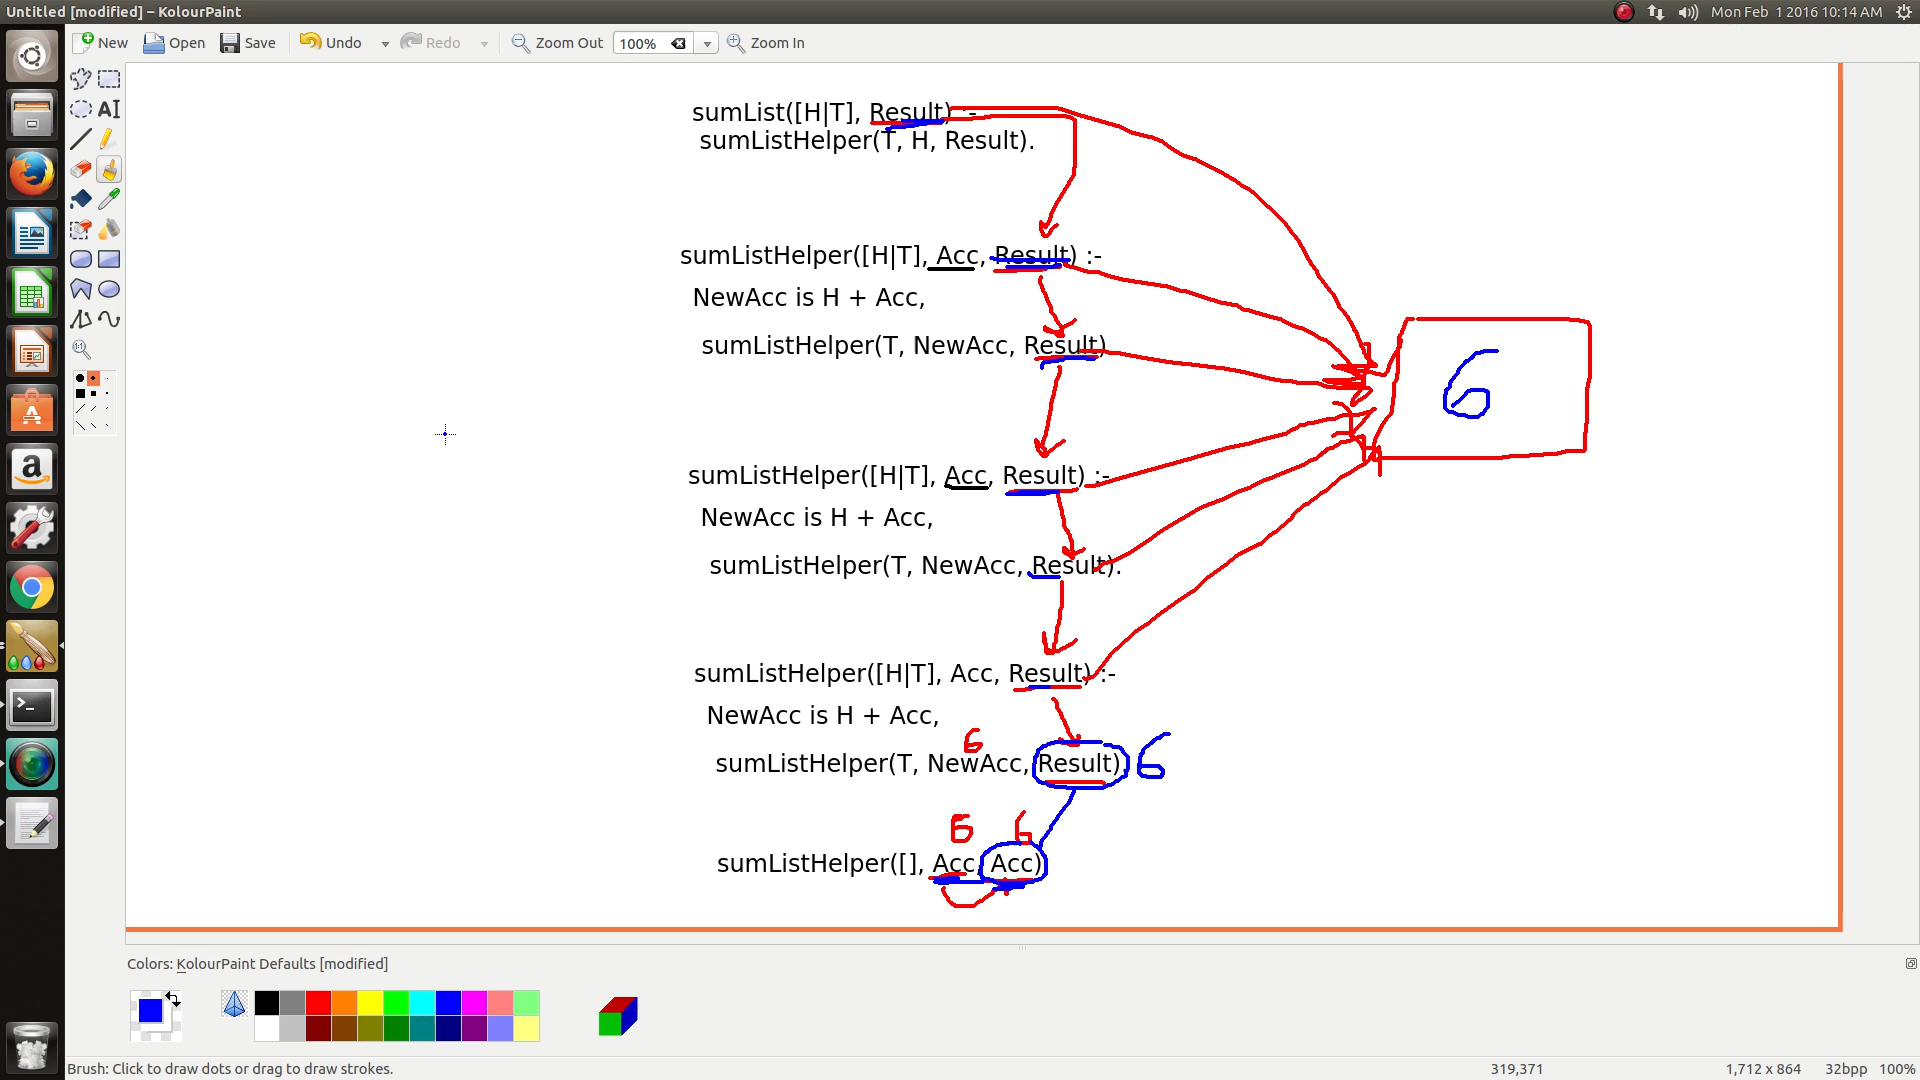 Untitled [modified] – KolourPaint
Mon Feb 1 2016 10:14 AM
New Open Save Undo Redo Zoom Out 100% Zoom In
sumList([H|T], Result) :-
sumListHelper(T, H, Result).
sumListHelper([H|T], Acc, Result) :-
NewAcc is H + Acc,
sumListHelper(T, NewAcc, Result)
6
sumListHelper([H|T], Acc, Result) :-
NewAcc is H + Acc,
sumListHelper(T, NewAcc, Result).
sumListHelper([H|T], Acc, Result) :-
NewAcc is H + Acc,
6
sumListHelper(T, NewAcc, Result). 6
6 6
sumListHelper([], Acc, Acc)
Colors: KolourPaint Defaults [modified]
Brush: Click to draw dots or drag to draw strokes.
319,371
1,712 x 864
32bpp
100%